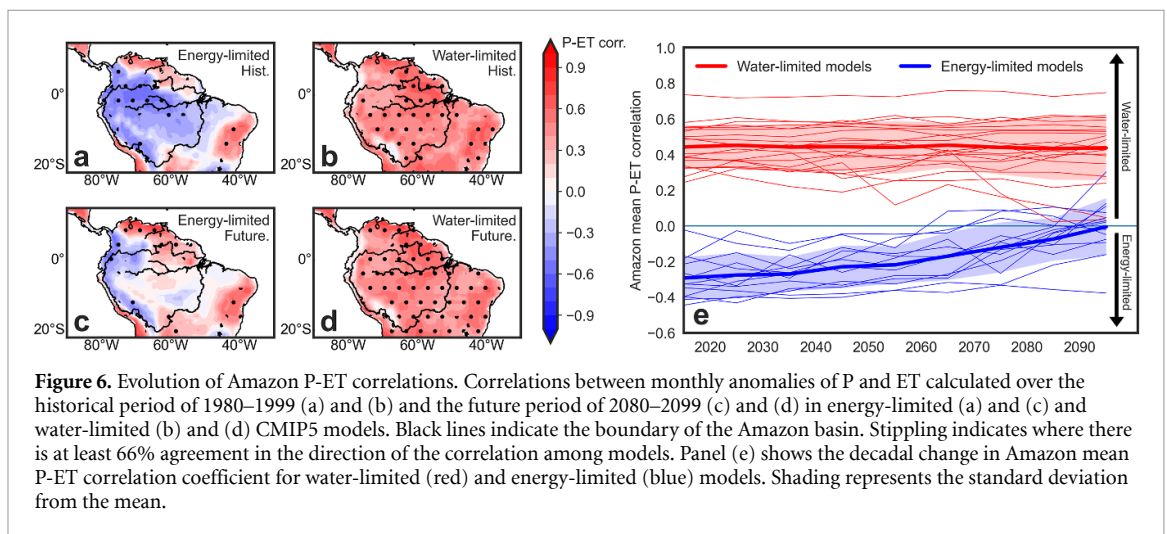 Energy-limited
Hist.
0°
20°S
a
80°W 60°W 40°W
Water-limited
Hist.
0°
20°S
b
80°W 60°W 40°W
Energy-limited
Future.
0°
20°S
c
80°W 60°W 40°W
Water-limited
Future.
0°
20°S
d
80°W 60°W 40°W
P-ET corr.
0.9
0.6
0.3
0.0
−0.3
−0.6
−0.9
Amazon mean P-ET correlation
1.0
0.8
0.6
0.4
0.2
0.0
−0.2
−0.4
−0.6
Water-limited models Energy-limited models
Water-limited
Energy-limited
e
2020 2030 2040 2050 2060 2070 2080 2090
Figure 6. Evolution of Amazon P-ET correlations. Correlations between monthly anomalies of P and ET calculated over the
historical period of 1980–1999 (a) and (b) and the future period of 2080–2099 (c) and (d) in energy-limited (a) and (c) and
water-limited (b) and (d) CMIP5 models. Black lines indicate the boundary of the Amazon basin. Stippling indicates where there
is at least 66% agreement in the direction of the correlation among models. Panel (e) shows the decadal change in Amazon mean
P-ET correlation coefficient for water-limited (red) and energy-limited (blue) models. Shading represents the standard deviation
from the mean.